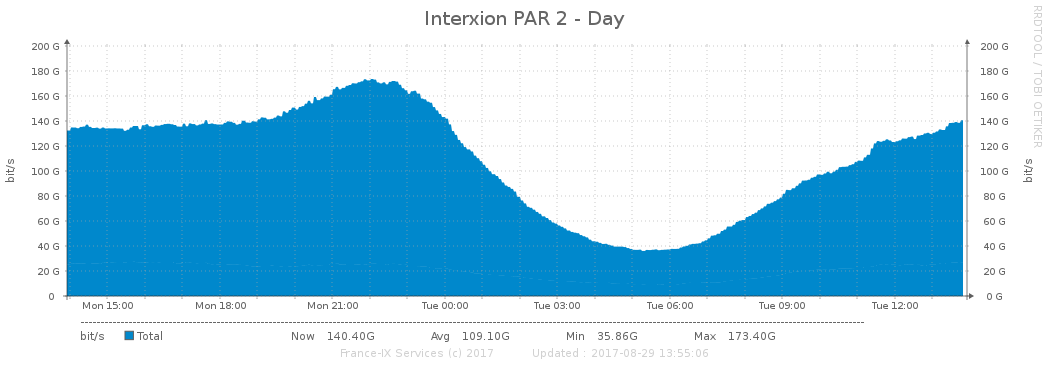 Interxion PAR 2 - Day
RRDTOOL / TOBI OETIKER
200 G 200 G
180 G 180 G
160 G 160 G
140 G 140 G
120 G 120 G
100 G 100 G
80 G 80 G
60 G 60 G
40 G 40 G
20 G 20 G
0 0 G
bit/s bit/s
Mon 15:00 Mon 18:00 Mon 21:00 Tue 00:00 Tue 03:00 Tue 06:00 Tue 09:00 Tue 12:00
bit/s Total Now 140.40G Avg 109.10G Min 35.86G Max 173.40G
France-IX Services (c) 2017 Updated : 2017-08-29 13:55:06